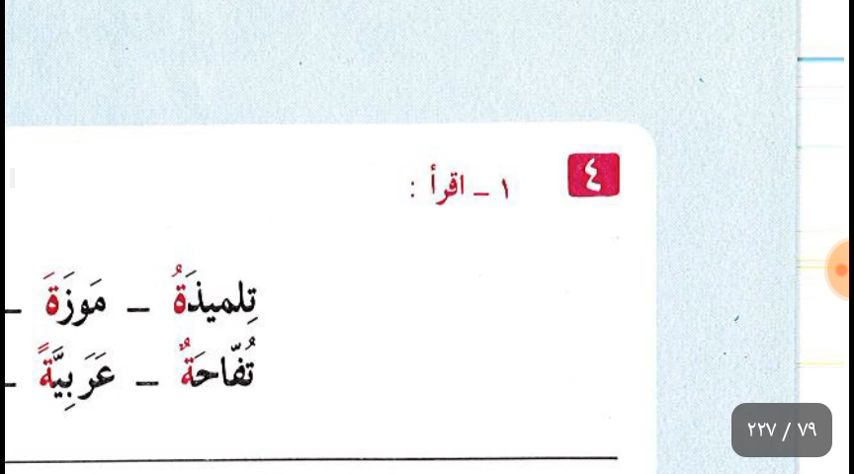 ٤
١ ـ اقرأ :
تِلميذَةُ ـ مَوزَةَ ـ
تُفّاحَةٌ ـ عَرَبِيَّةً ـ
٧٩ / ٢٢٧